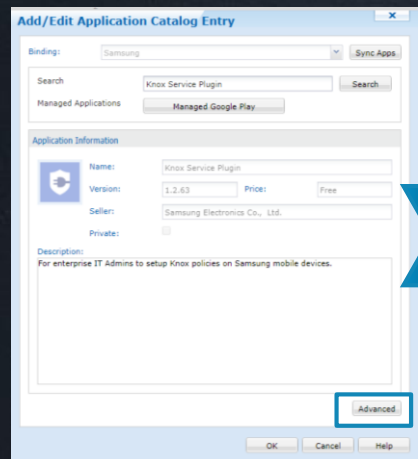 Add/Edit Application Catalog Entry
x
Binding: Samsung Sync Apps
Search Knox Service Plugin Search
Managed Applications Managed Google Play
Application Information
Name: Knox Service Plugin
Version: 1.2.63 Price: Free
Seller: Samsung Electronics Co., Ltd.
Private:
Description:
For enterprise IT Admins to setup Knox policies on Samsung mobile devices.
Advanced
OK Cancel Help